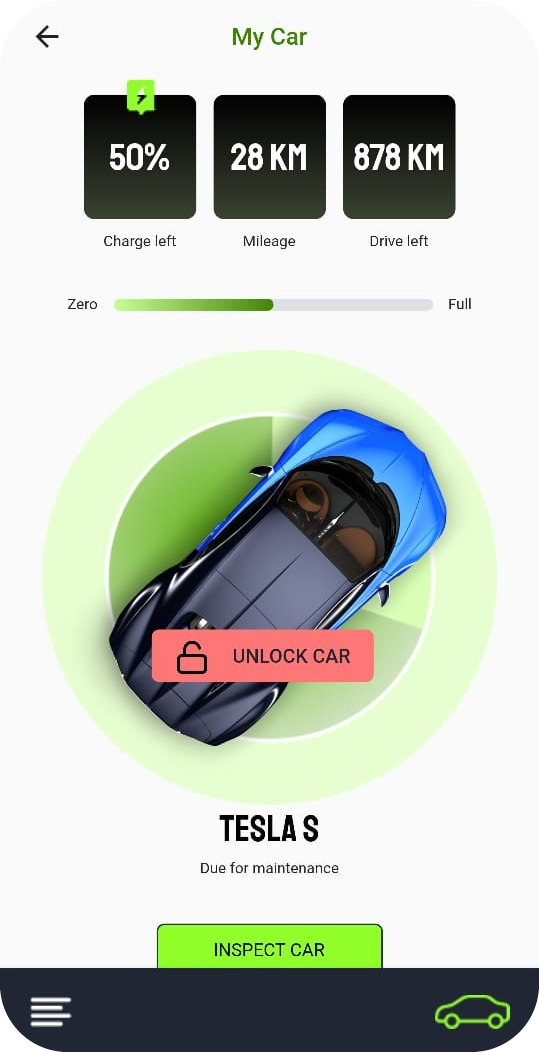 My Car
50%
28 KM
878 KM
Charge left
Mileage
Drive left
Zero
Full
UNLOCK CAR
TESLA S
Due for maintenance
INSPECT CAR